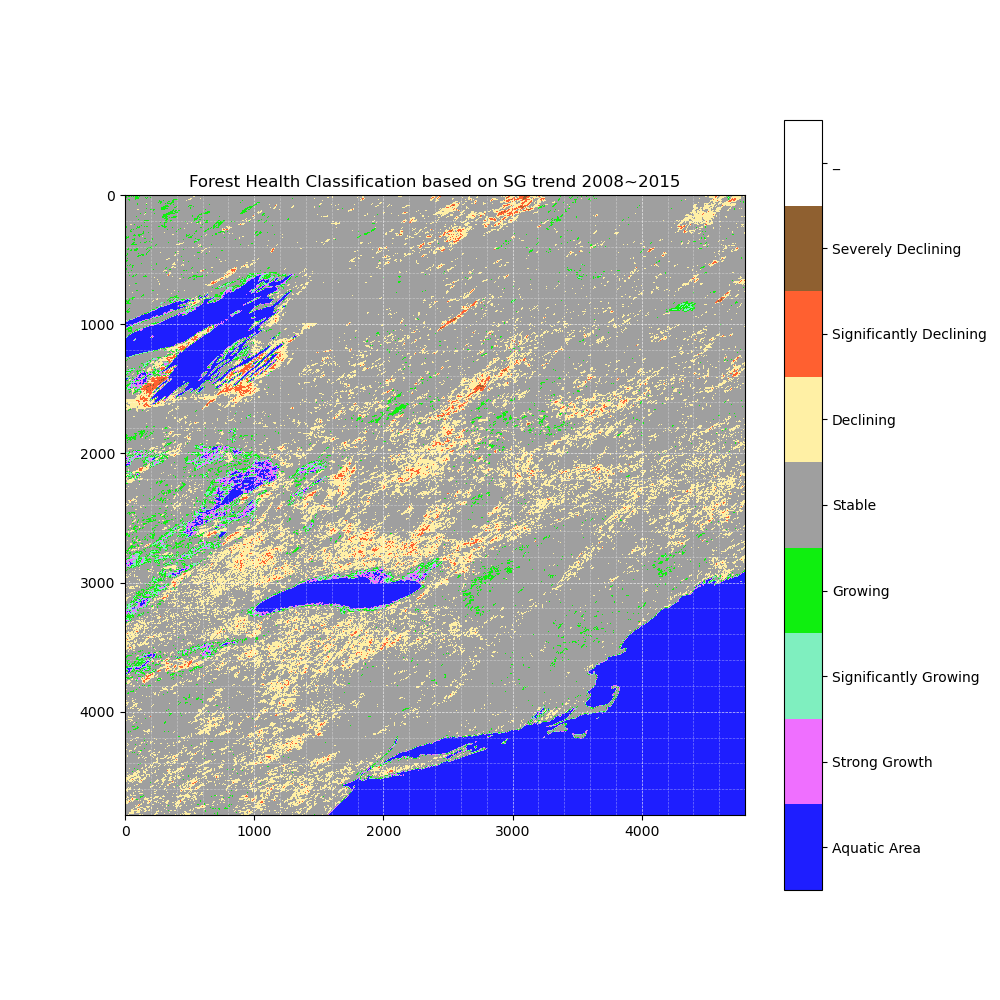 Forest Health Classification based on SG trend 2008~2015
0
1000
2000
3000
4000
0
1000
2000
3000
4000
_
Severely Declining
Significantly Declining
Declining
Stable
Growing
Significantly Growing
Strong Growth
Aquatic Area